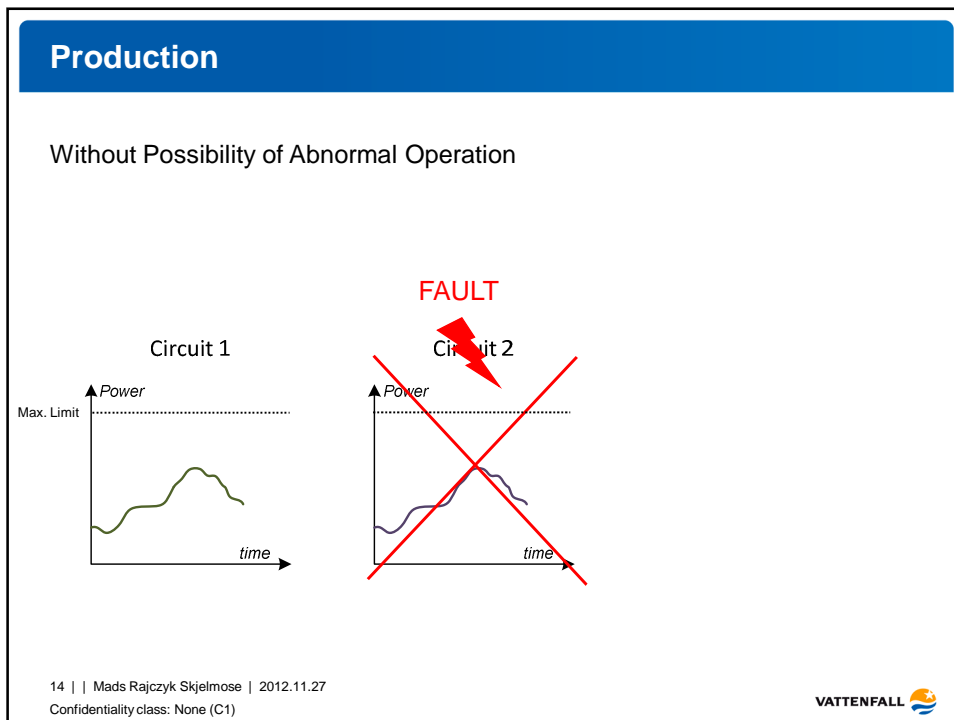 Production
Without Possibility of Abnormal Operation
FAULT
Circuit 1
Circuit 2
Power
Power
Max. Limit
time
time
14 | | Mads Rajczyk Skjelmose | 2012.11.27
Confidentiality class: None (C1)
VATTENFALL